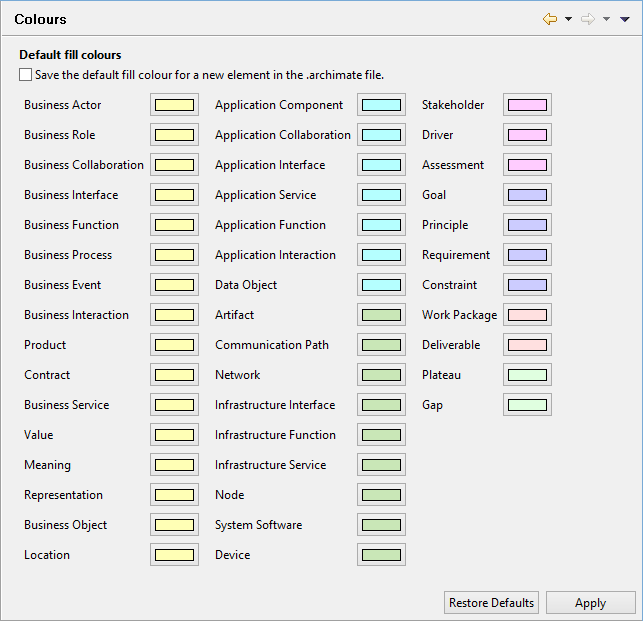 Colours
Default fill colours
Save the default fill colour for a new element in the .archimate file.
Business Actor Application Component Stakeholder
Business Role Application Collaboration Driver
Business Collaboration Application Interface Assessment
Business Interface Application Service Goal
Business Function Application Function Principle
Business Process Application Interaction Requirement
Business Event Data Object Constraint
Business Interaction Artifact Work Package
Product Communication Path Deliverable
Contract Network Plateau
Business Service Infrastructure Interface Gap
Value Infrastructure Function
Meaning Infrastructure Service
Representation Node
Business Object System Software
Location Device
Restore Defaults Apply